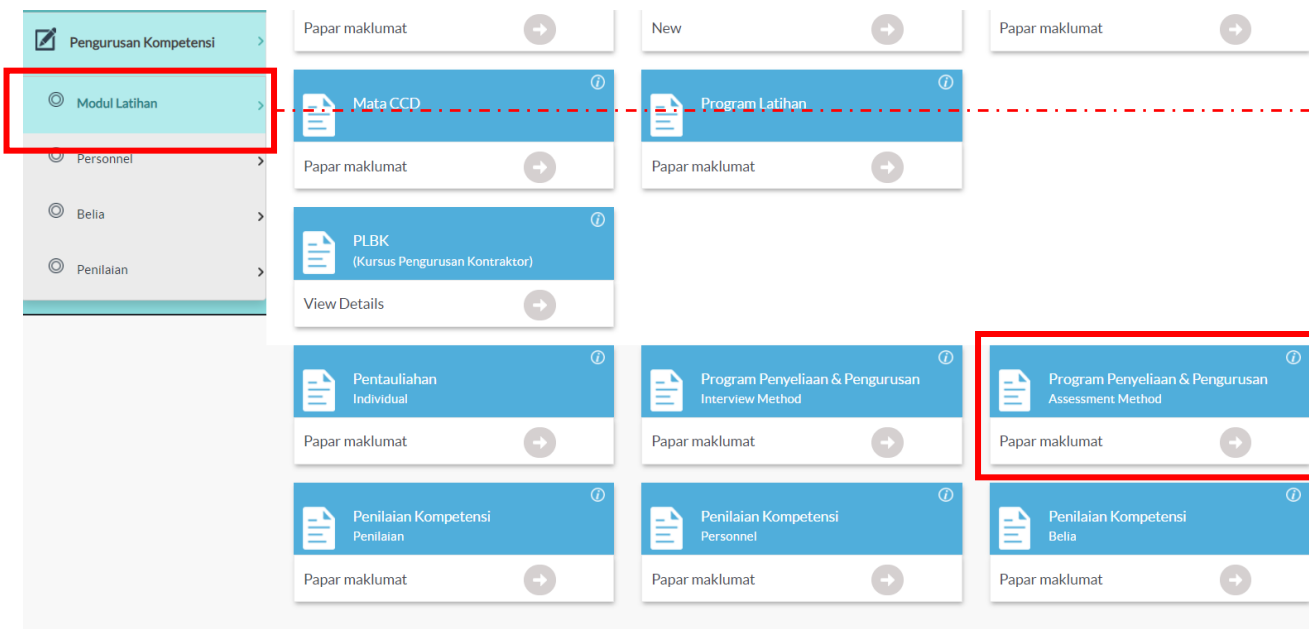 Pengurusan Kompetensi
Modul Latihan
Personnel
Belia
Penilaian
Papar maklumat
New
Papar maklumat
Mata CCD
Papar maklumat
Program Latihan
Papar maklumat
PLBK
(Kursus Pengurusan Kontraktor)
View Details
Pentauliahan
Individual
Papar maklumat
Program Penyeliaan & Pengurusan
Interview Method
Papar maklumat
Program Penyeliaan & Pengurusan
Assessment Method
Papar maklumat
Penilaian Kompetensi
Penilaian
Papar maklumat
Penilaian Kompetensi
Personnel
Papar maklumat
Penilaian Kompetensi
Belia
Papar maklumat